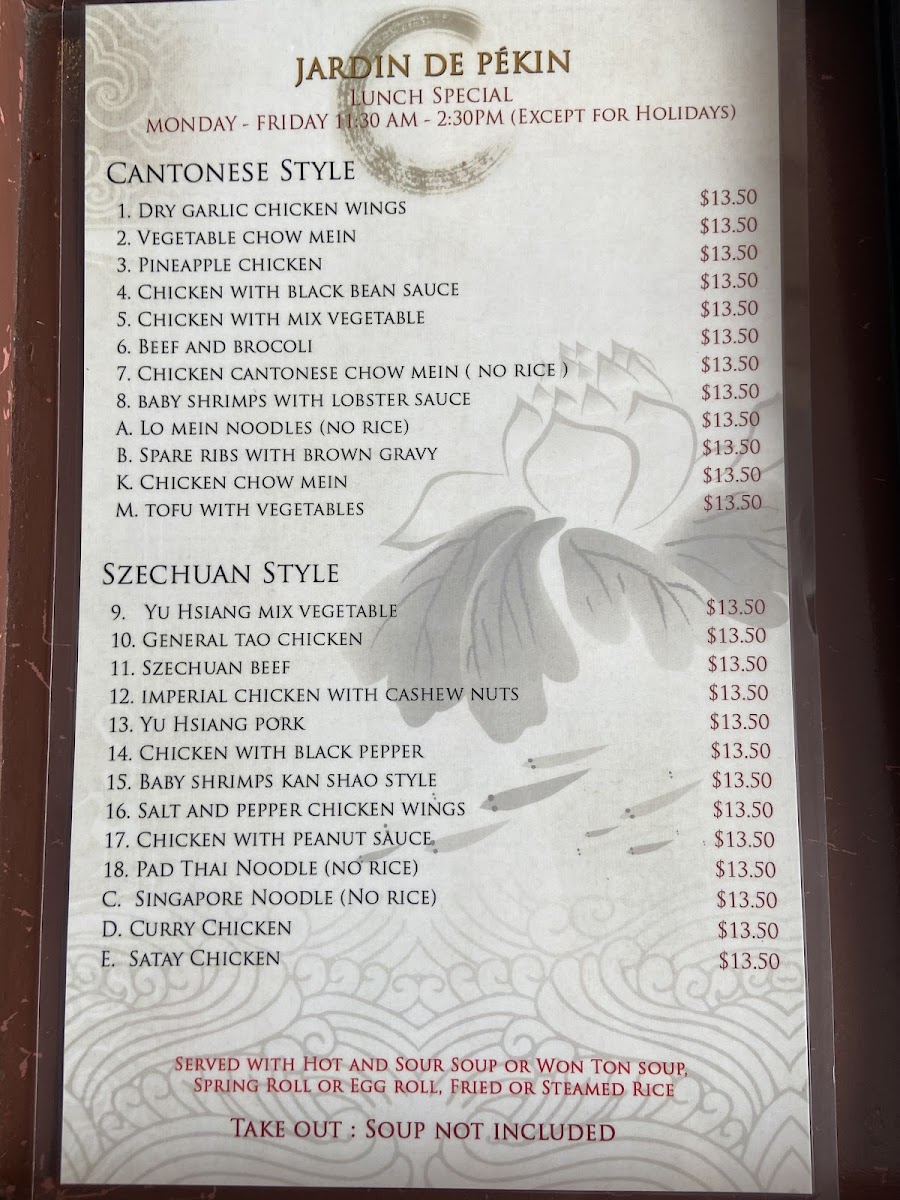 JARDIN DE PÉKIN
LUNCH SPECIAL
MONDAY - FRIDAY 11:30 AM - 2:30PM (EXCEPT FOR HOLIDAYS)
CANTONESE STYLE
1. DRY GARLIC CHICKEN WINGS $13.50
2. VEGETABLE CHOW MEIN $13.50
3. PINEAPPLE CHICKEN $13.50
4. CHICKEN WITH BLACK BEAN SAUCE $13.50
5. CHICKEN WITH MIX VEGETABLE $13.50
6. BEEF AND BROCOLI $13.50
7. CHICKEN CANTONESE CHOW MEIN ( NO RICE ) $13.50
8. BABY SHRIMPS WITH LOBSTER SAUCE $13.50
A. LO MEIN NOODLES (NO RICE) $13.50
B. SPARE RIBS WITH BROWN GRAVY $13.50
K. CHICKEN CHOW MEIN $13.50
M. TOFU WITH VEGETABLES $13.50
SZECHUAN STYLE
9. YU HSIANG MIX VEGETABLE $13.50
10. GENERAL TAO CHICKEN $13.50
11. SZECHUAN BEEF $13.50
12. IMPERIAL CHICKEN WITH CASHEW NUTS $13.50
13. YU HSIANG PORK $13.50
14. CHICKEN WITH BLACK PEPPER $13.50
15. BABY SHRIMPS KAN SHAO STYLE $13.50
16. SALT AND PEPPER CHICKEN WINGS $13.50
17. CHICKEN WITH PEANUT SAUCE $13.50
18. PAD THAI NOODLE (NO RICE) $13.50
C. SINGAPORE NOODLE (NO RICE) $13.50
D. CURRY CHICKEN $13.50
E. SATAY CHICKEN $13.50
SERVED WITH HOT AND SOUR SOUP OR WON TON SOUP,
SPRING ROLL OR EGG ROLL, FRIED OR STEAMED RICE
TAKE OUT : SOUP NOT INCLUDED